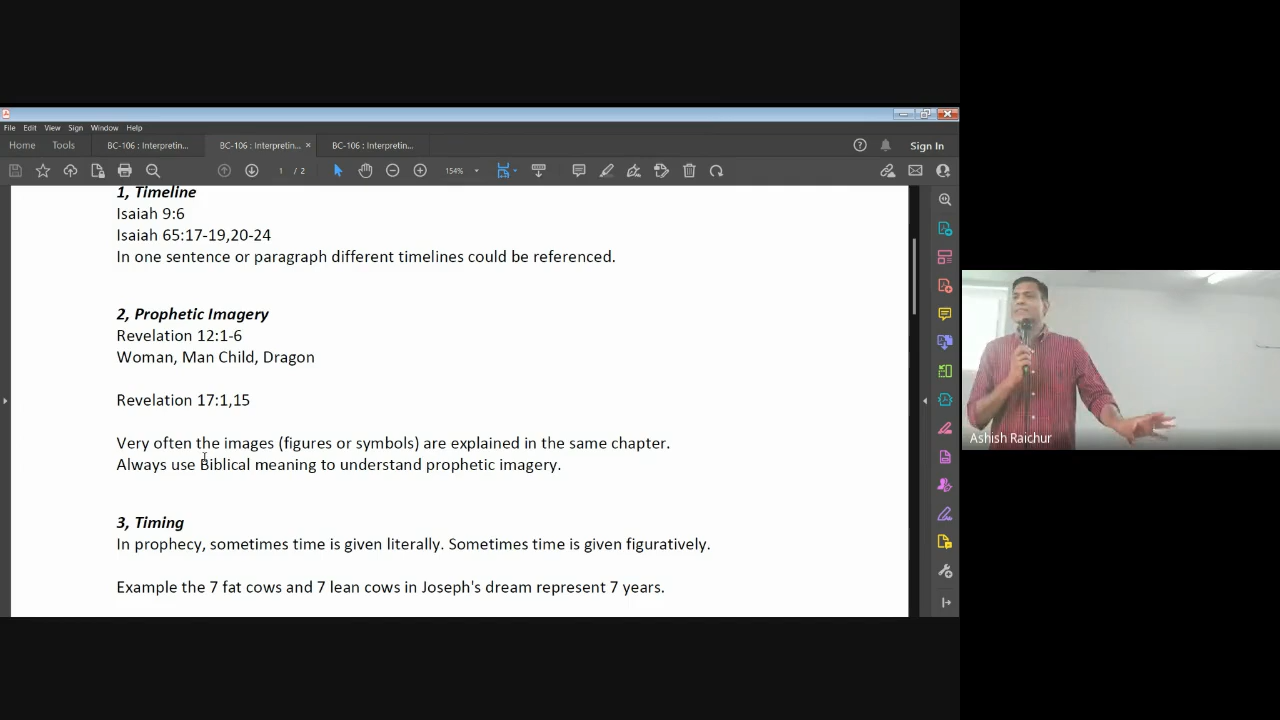 File Edit View Sign Window Help
Home Tools BC-106 : Interpretin... BC-106 : Interpretin... × BC-106 : Interpretin... Sign In
1 / 2 154%
1, Timeline
Isaiah 9:6
Isaiah 65:17-19,20-24
In one sentence or paragraph different timelines could be referenced.
2, Prophetic Imagery
Revelation 12:1-6
Woman, Man Child, Dragon
Revelation 17:1,15
Very often the images (figures or symbols) are explained in the same chapter.
Always use Biblical meaning to understand prophetic imagery.
3, Timing
In prophecy, sometimes time is given literally. Sometimes time is given figuratively.
Example the 7 fat cows and 7 lean cows in Joseph's dream represent 7 years.
Ashish Raichur